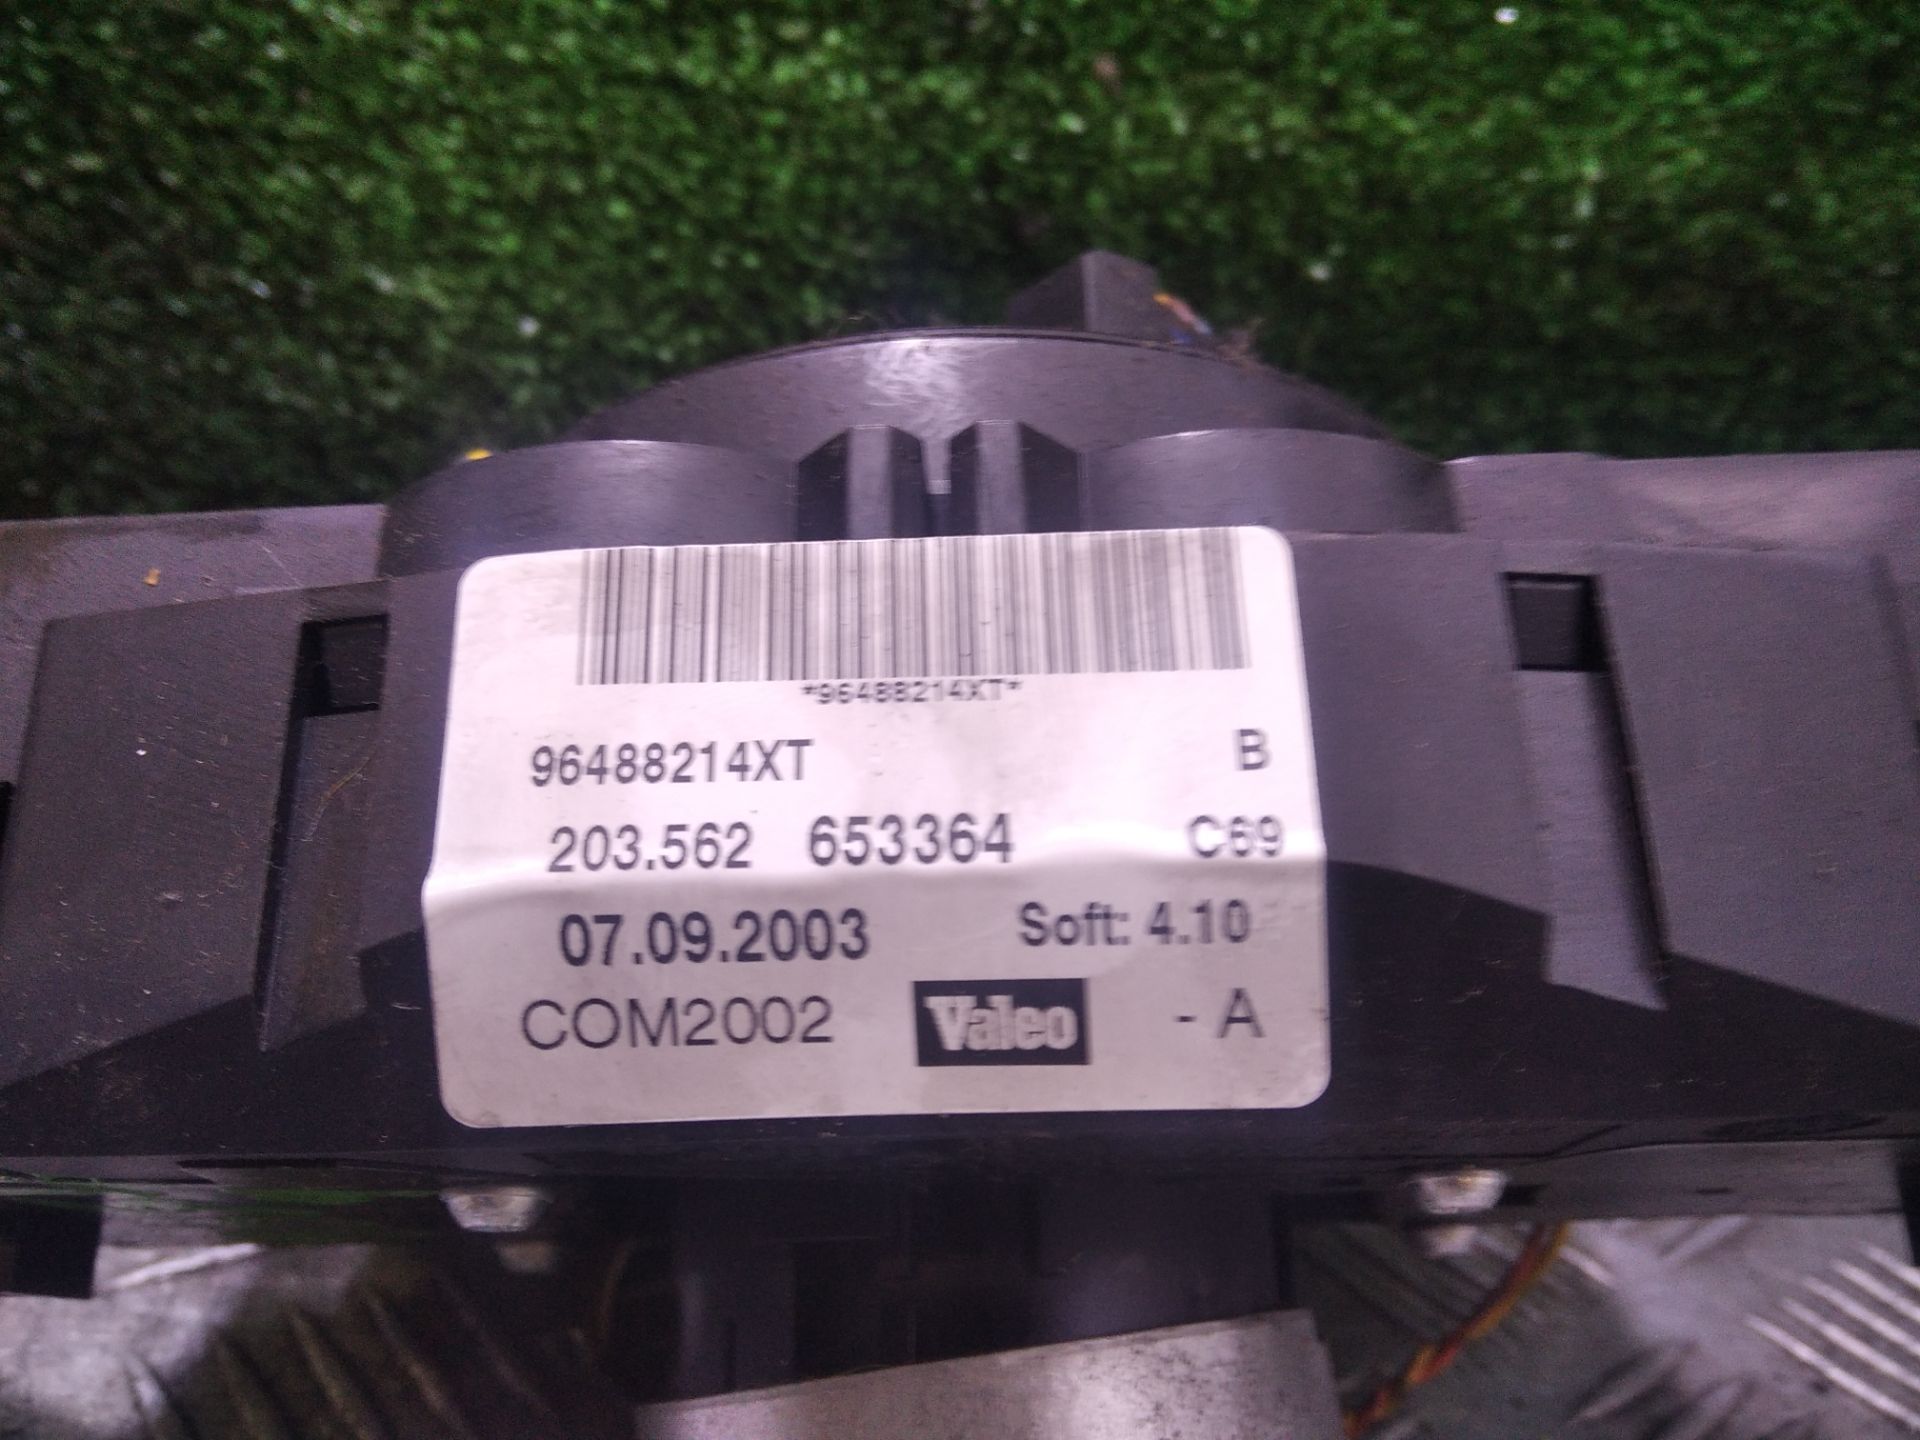 *96488214XT*
96488214XT B
203.562 653364 C69
07.09.2003 Soft: 4.10
COM2002 Valeo - A